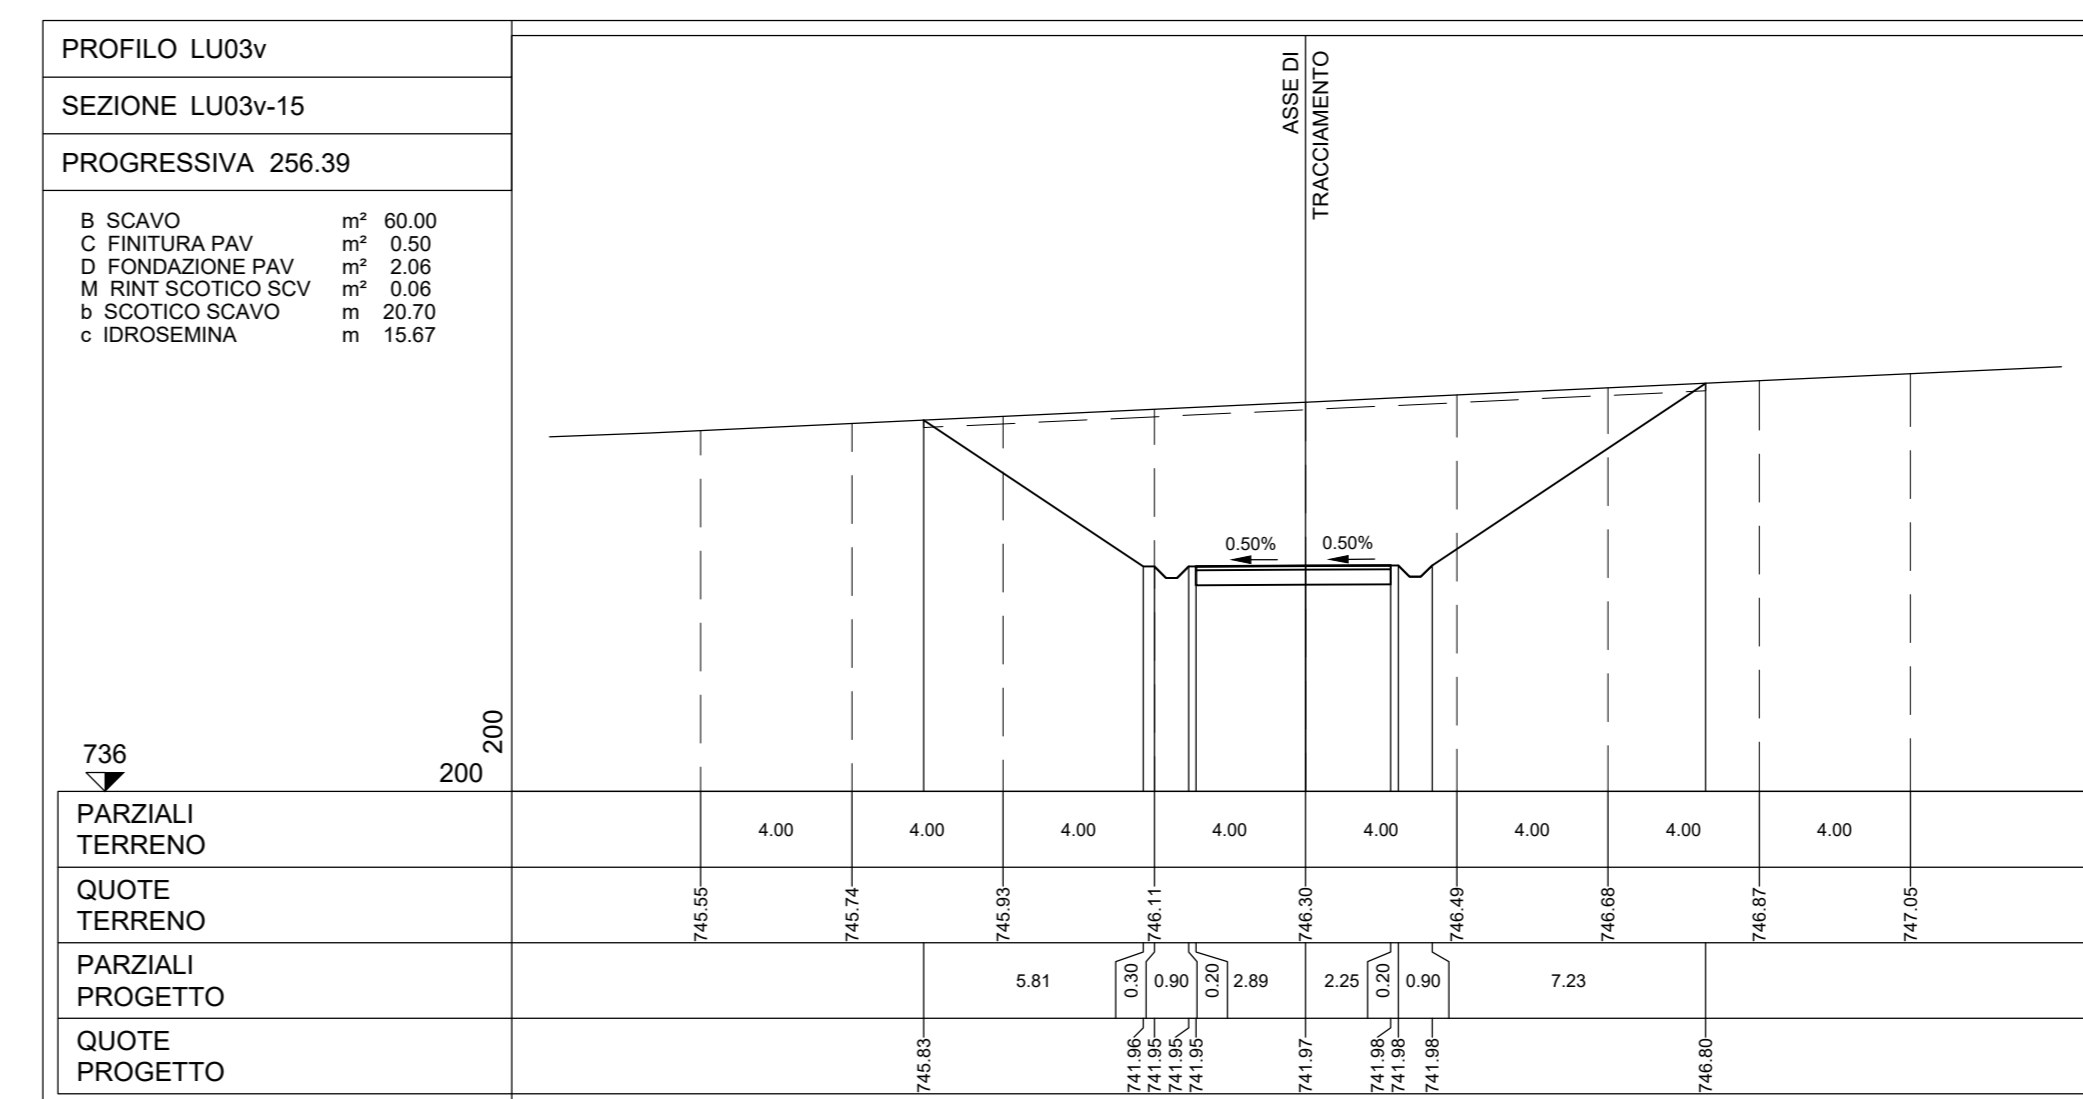 PROFILO LU03v
SEZIONE LU03v-15
PROGRESSIVA 256.39
B SCAVO m² 60.00
C FINITURA PAV m² 0.50
D FONDAZIONE PAV m² 2.06
M RINT SCOTICO SCV m² 0.06
b SCOTICO SCAVO m 20.70
c IDROSEMINA m 15.67
ASSE DI
TRACCIAMENTO
0.50% 0.50%
736
200
200
PARZIALI
TERRENO
4.00 4.00 4.00 4.00 4.00 4.00 4.00 4.00
QUOTE
TERRENO
745.55 745.74 745.93 746.11 746.30 746.49 746.68 746.87 747.05
PARZIALI
PROGETTO
5.81 0.30 0.90 0.20 2.89 2.25 0.20 0.90 7.23
QUOTE
PROGETTO
745.83 741.96 741.95 741.95 741.95 741.97 741.98 741.98 741.98 746.80